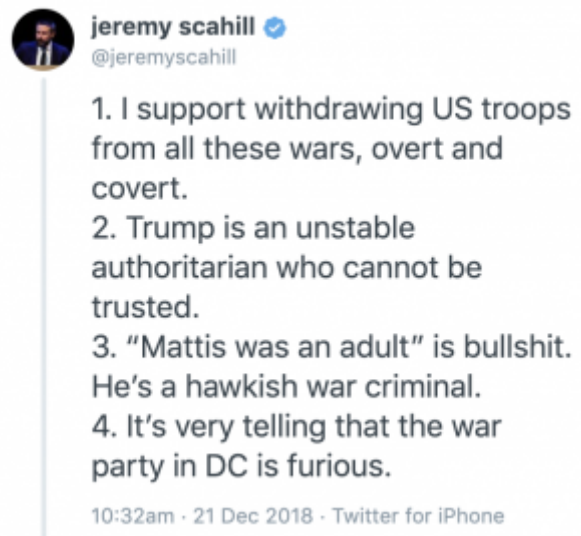 jeremy scahill
@jeremyscahill
1. I support withdrawing US troops
from all these wars, overt and
covert.
2. Trump is an unstable
authoritarian who cannot be
trusted.
3. “Mattis was an adult” is bullshit.
He’s a hawkish war criminal.
4. It’s very telling that the war
party in DC is furious.
10:32am · 21 Dec 2018 · Twitter for iPhone